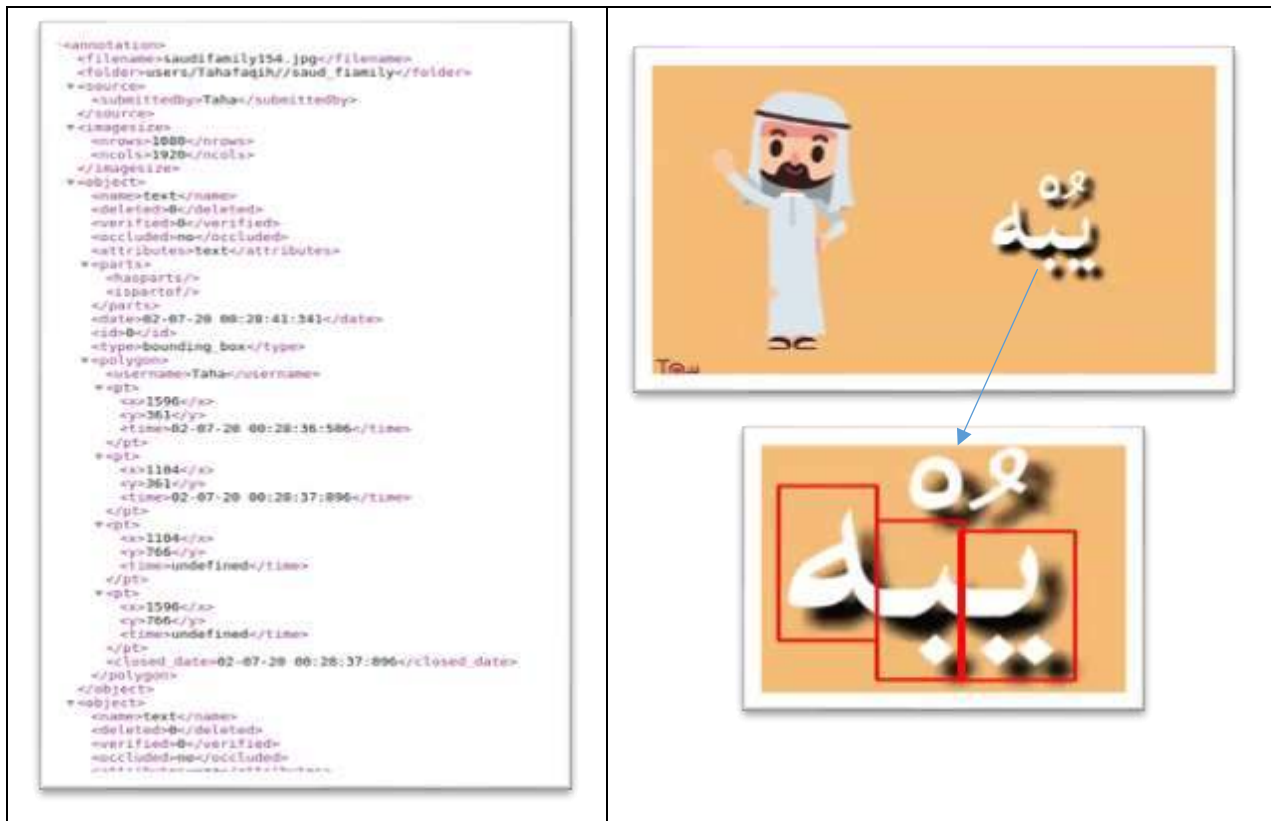 <annotation>
<filename>saudifamily154.jpg</filename>
<folder>users/Tahafaqih//saud_fiamily</folder>
<source>
<submittedby>Taha</submittedby>
</source>
<imagesize>
<nrows>1080</nrows>
<ncols>1920</ncols>
</imagesize>
<object>
<name>text</name>
<deleted>0</deleted>
<verified>0</verified>
<occluded>no</occluded>
<attributes>text</attributes>
<parts>
<hasparts/>
<ispartof/>
</parts>
<date>02-07-20 00:28:41:341</date>
<id>0</id>
<type>bounding_box</type>
<polygon>
<username>Taha</username>
<pt>
<x>1596</x>
<y>361</y>
<time>02-07-20 00:28:36:506</time>
</pt>
<pt>
<x>1104</x>
<y>361</y>
<time>02-07-20 00:28:37:896</time>
</pt>
<pt>
<x>1104</x>
<y>766</y>
<time>undefined</time>
</pt>
<pt>
<x>1596</x>
<y>766</y>
<time>undefined</time>
</pt>
<closed_date>02-07-20 00:28:37:896</closed_date>
</polygon>
</object>
<object>
<name>text</name>
<deleted>0</deleted>
<verified>0</verified>
<occluded>no</occluded>
يُبْه
يُبْه